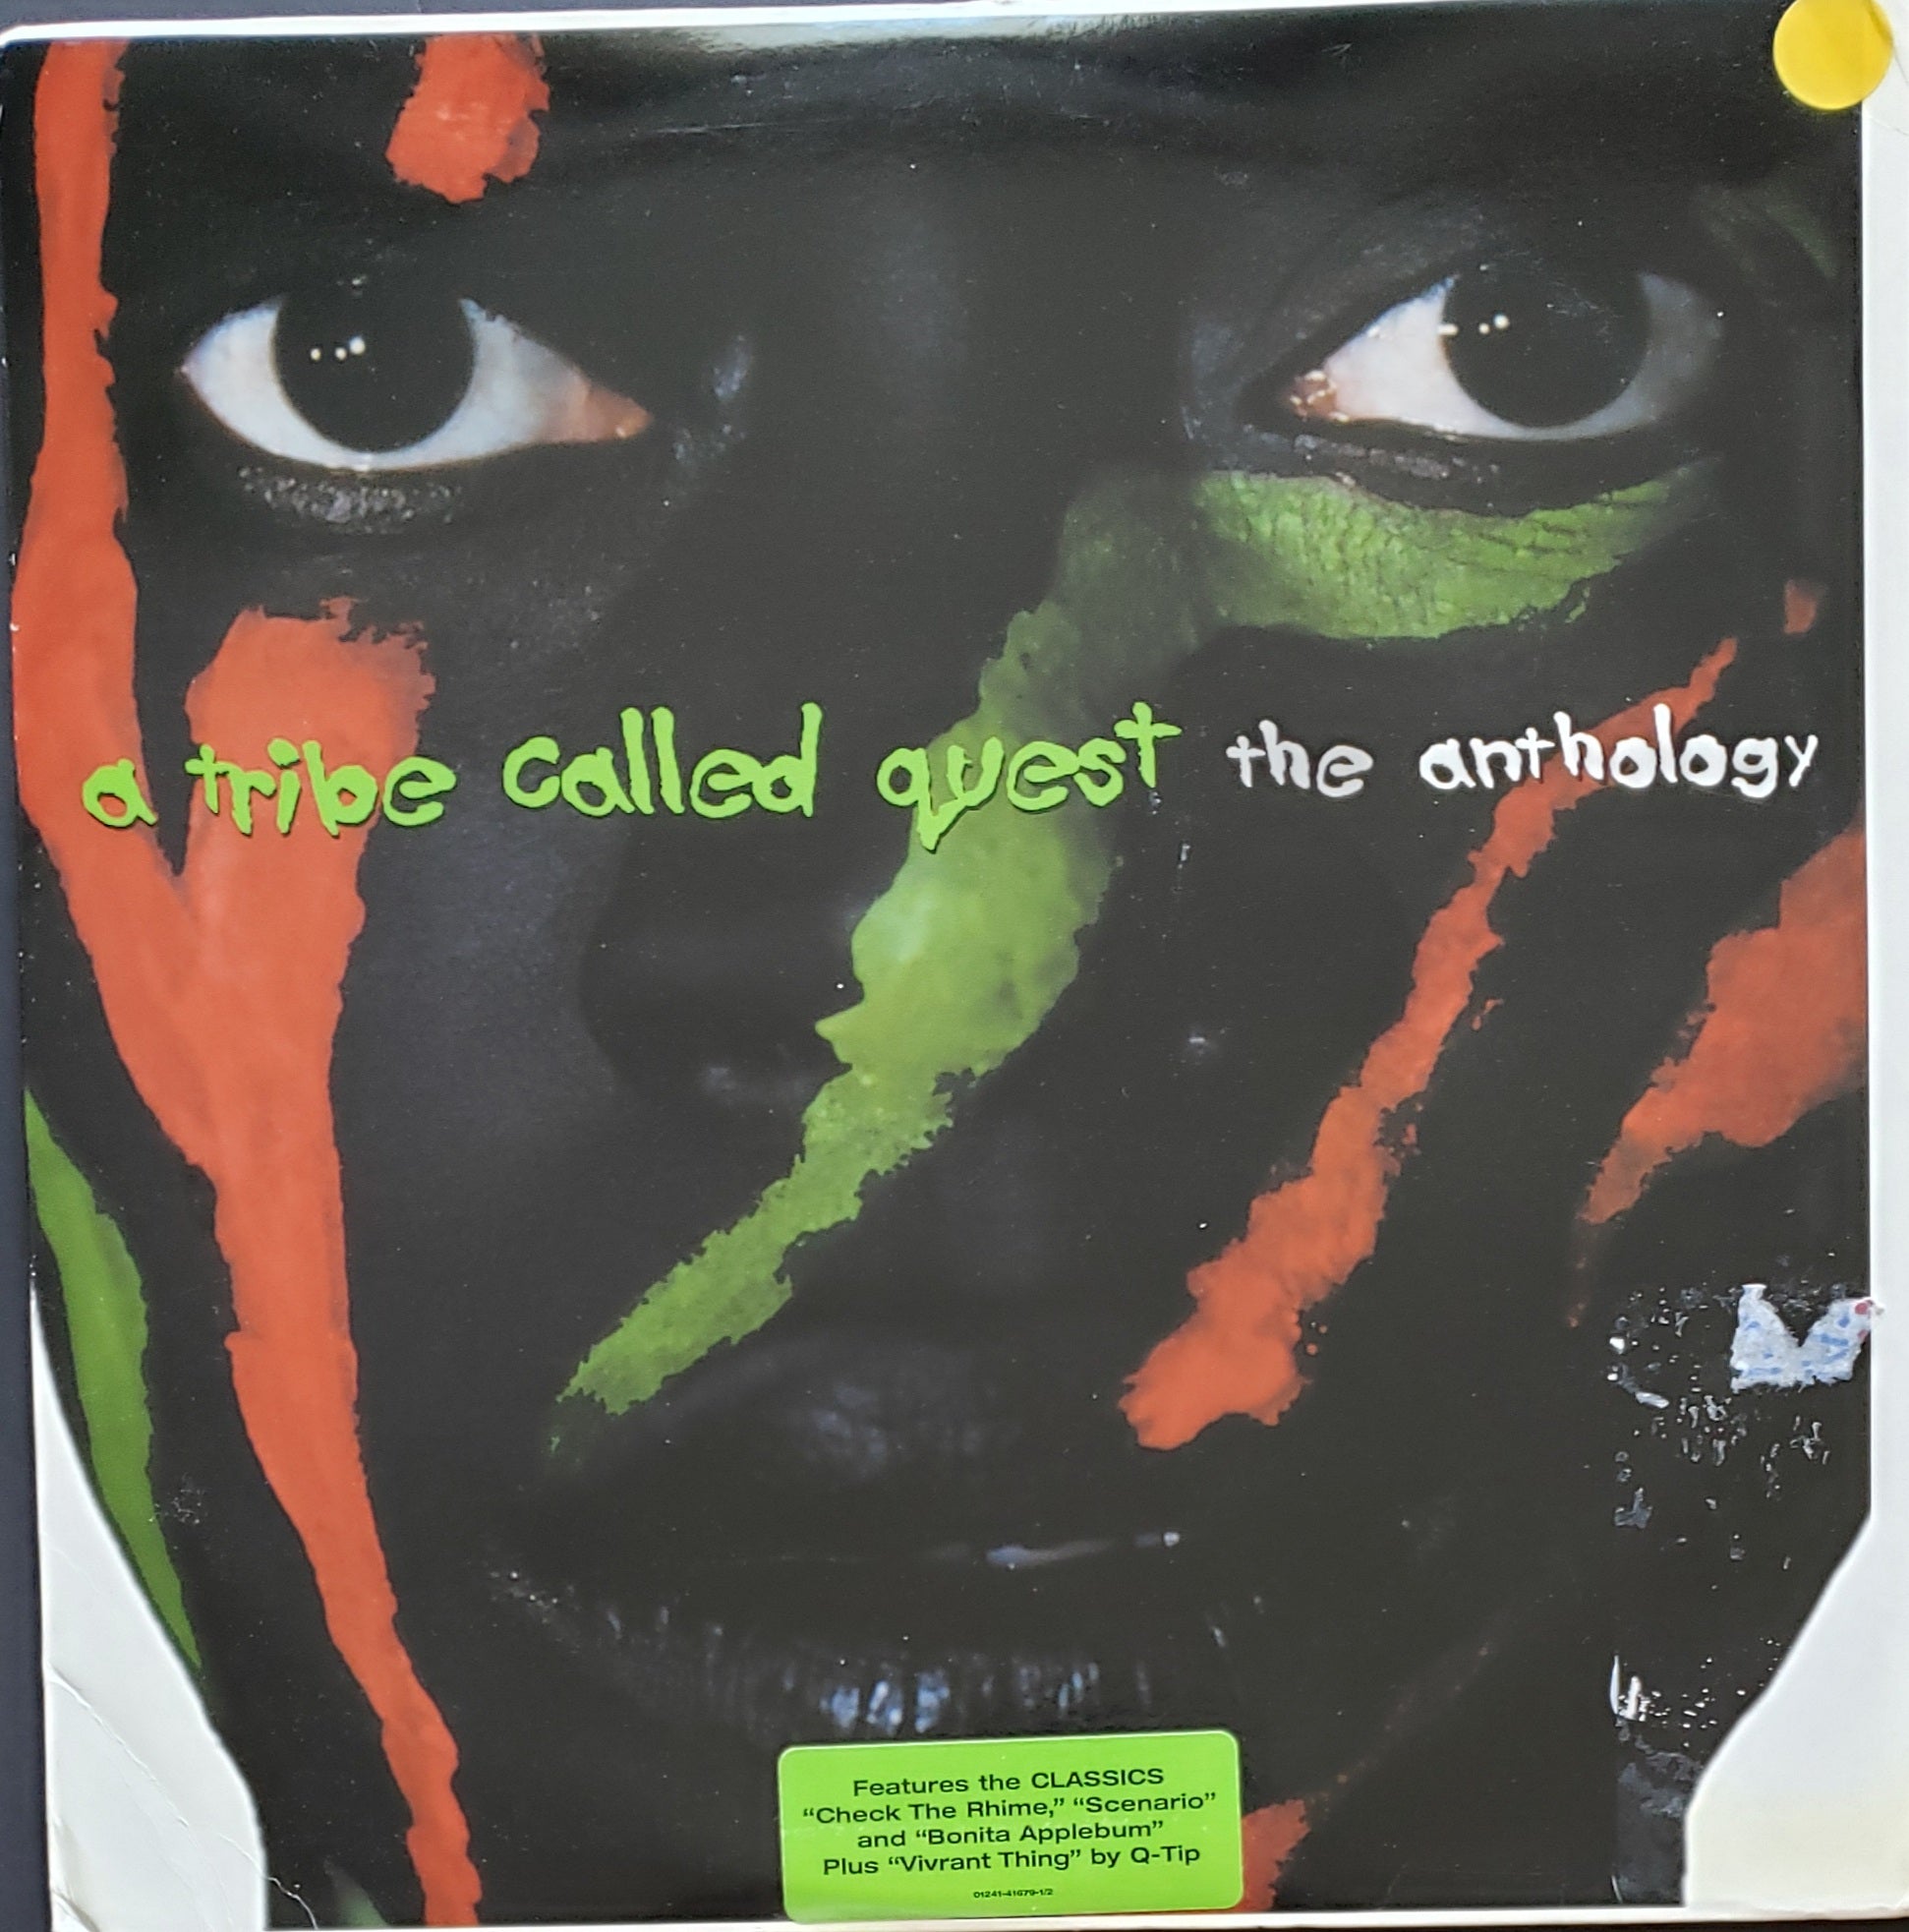 a tribe called quest the anthology
Features the CLASSICS
“Check The Rhime,” “Scenario”
and “Bonita Applebum”
Plus “Vivrant Thing” by Q-Tip
01241-41679-1/2